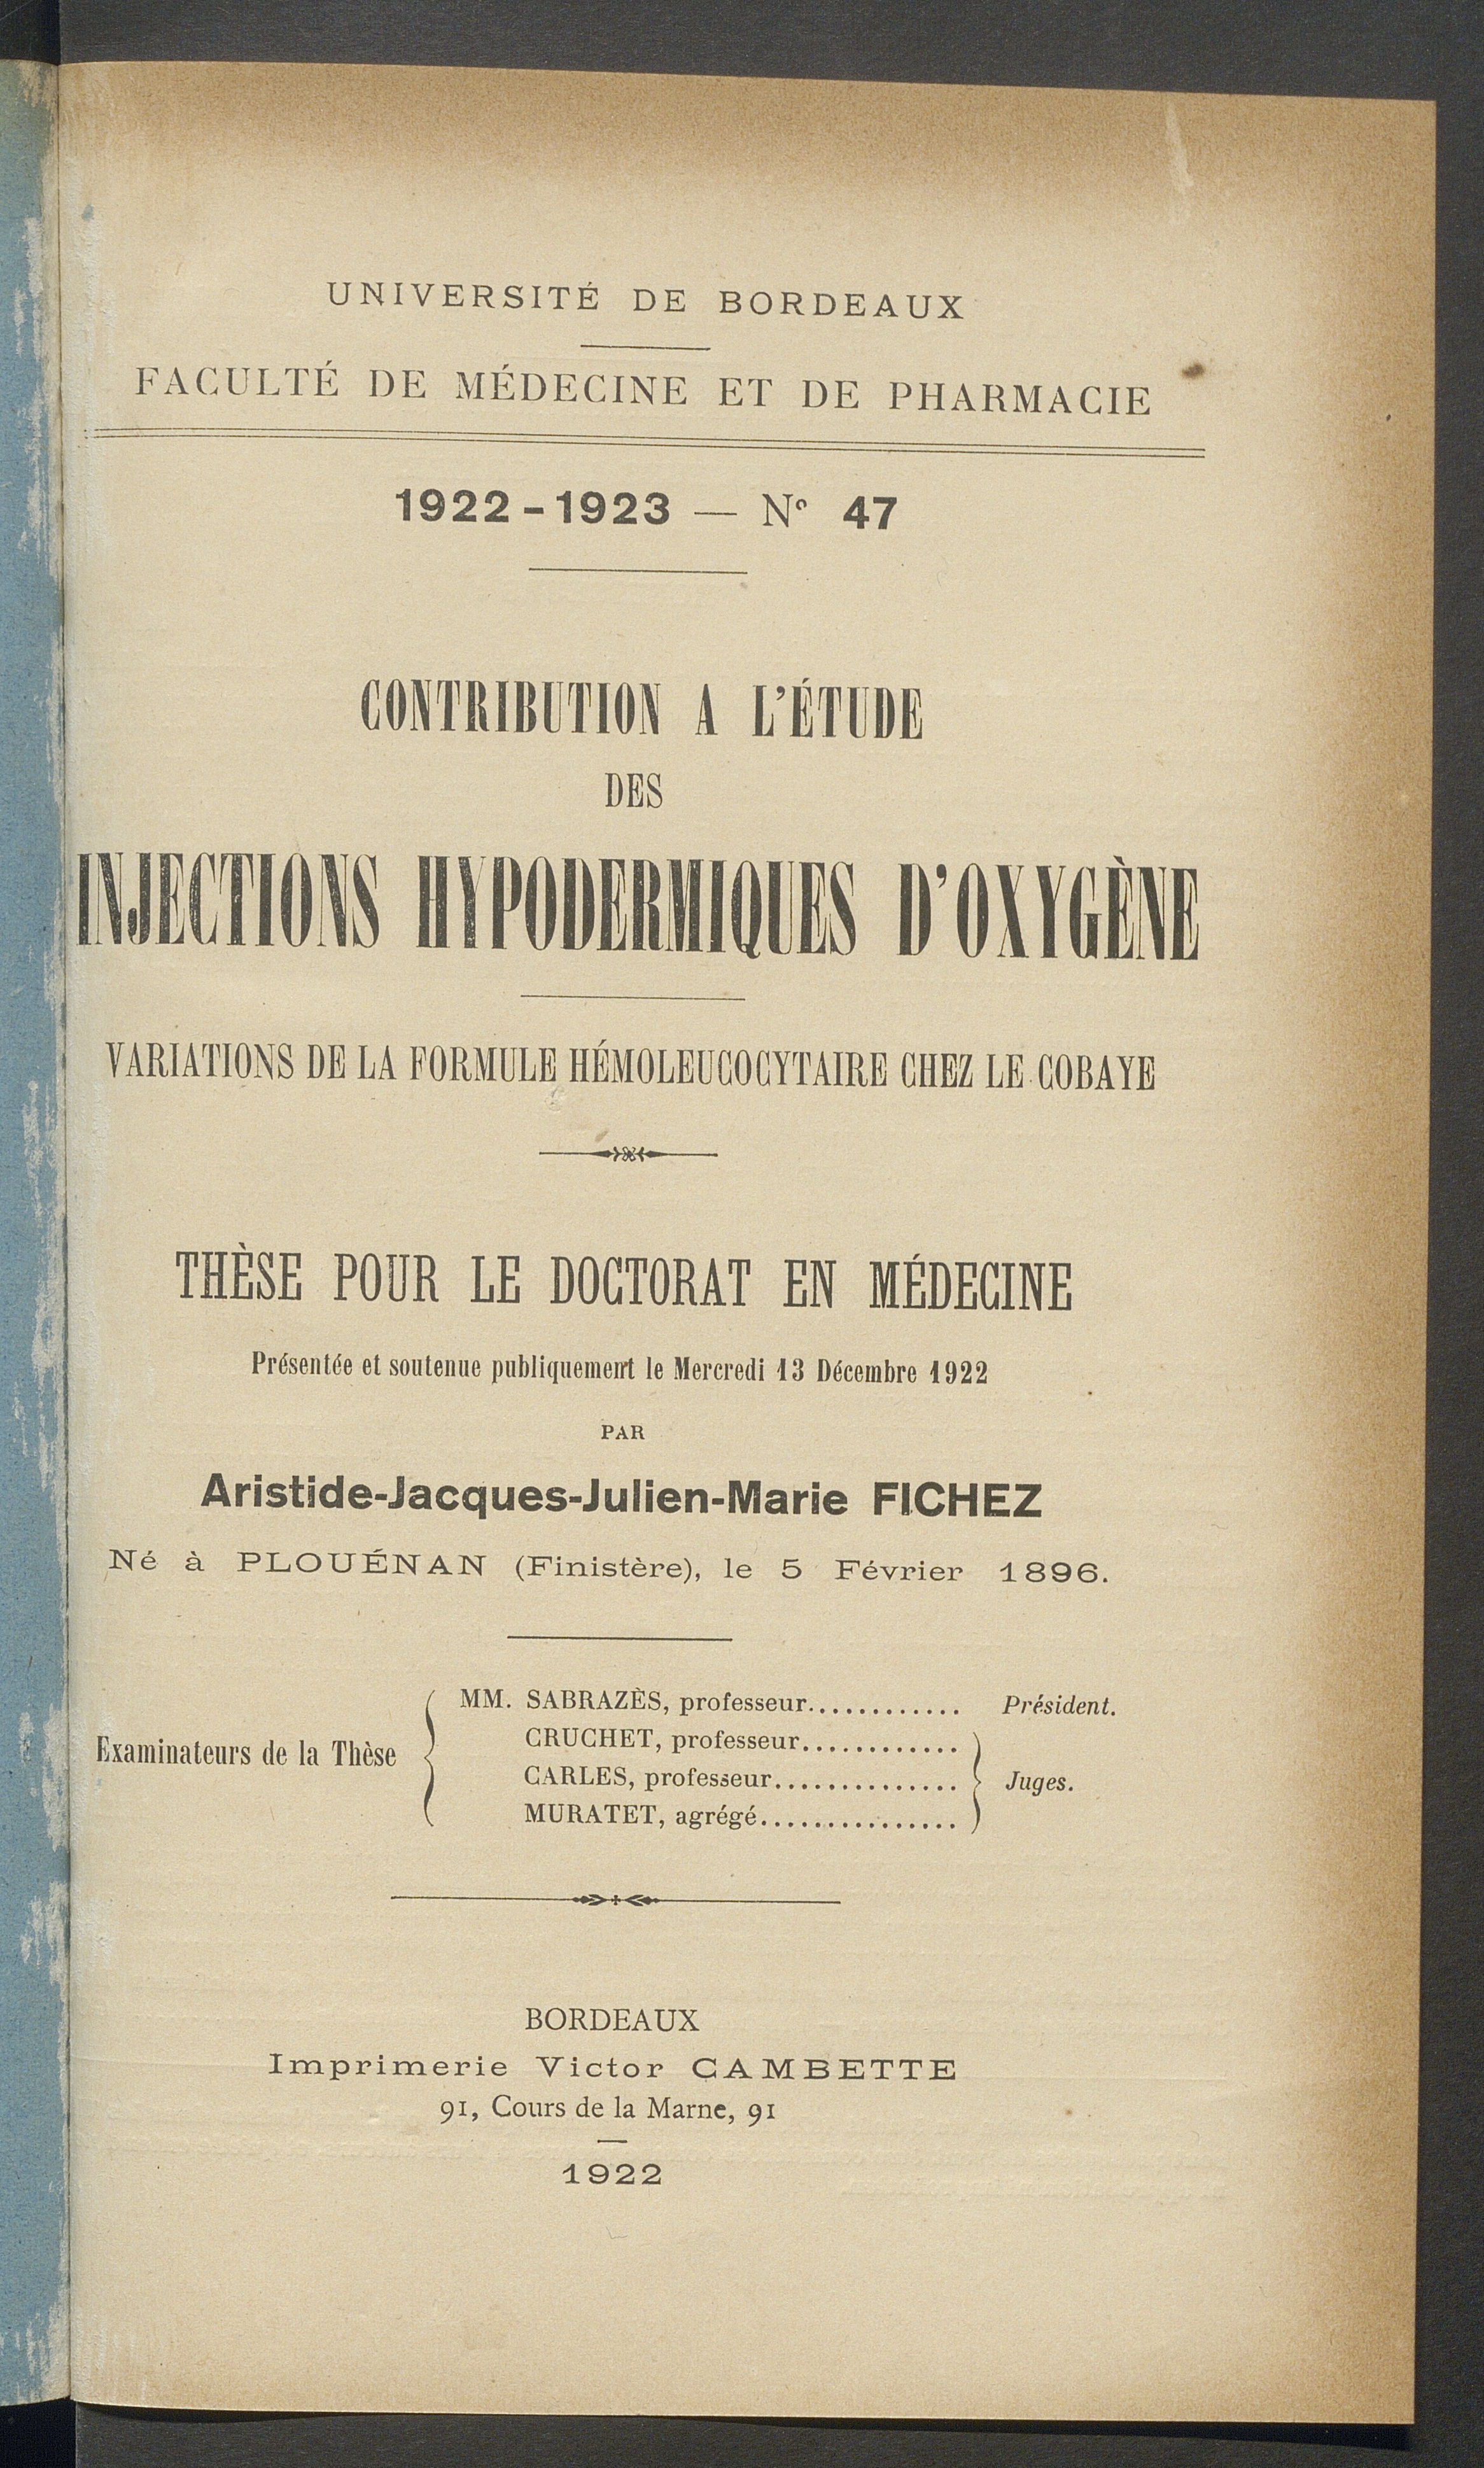 UNIVERSITÉ DE BORDEAUX
FACULTÉ DE MÉDECINE ET DE PHARMACIE
1922-1923 — N° 47
CONTRIBUTION A L'ÉTUDE
DES
INJECTIONS HYPODERMIQUES D'OXYGÈNE
VARIATIONS DE LA FORMULE HÉMOLEUCOCYTAIRE CHEZ LE COBAYE
THÈSE POUR LE DOCTORAT EN MÉDECINE
Présentée et soutenue publiquement le Mercredi 13 Décembre 1922
PAR
Aristide-Jacques-Julien-Marie FICHEZ
Né à PLOUÉNAN (Finistère), le 5 Février 1896.
MM. SABRAZÈS, professeur............ Président.
CRUCHET, professeur............
Examinateurs de la Thèse
CARLES, professeur.............. Juges.
MURATET, agrégé...............
BORDEAUX
Imprimerie Victor CAMBETTE
91, Cours de la Marne, 91
1922